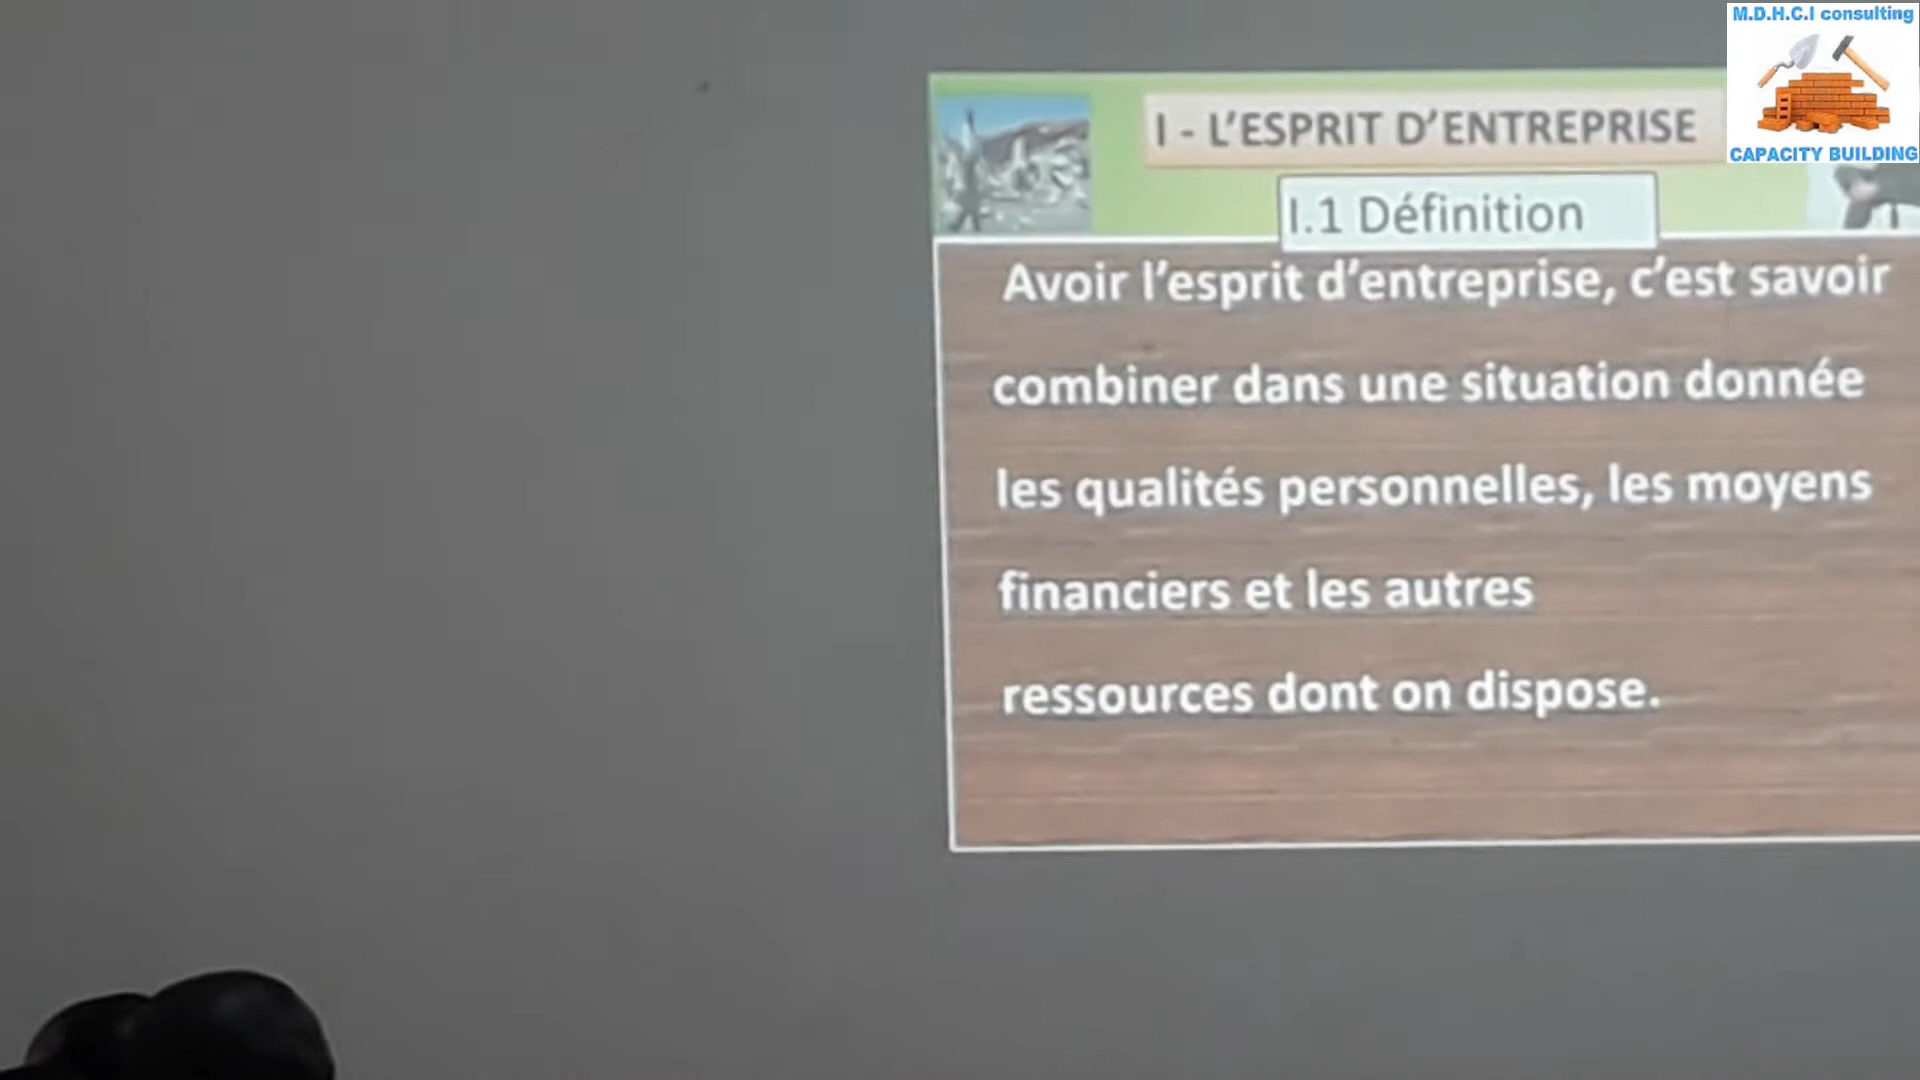 M.D.H.C.I consulting
CAPACITY BUILDING
I - L’ESPRIT D’ENTREPRISE
I.1 Définition
Avoir l’esprit d’entreprise, c’est savoir
combiner dans une situation donnée
les qualités personnelles, les moyens
financiers et les autres
ressources dont on dispose.